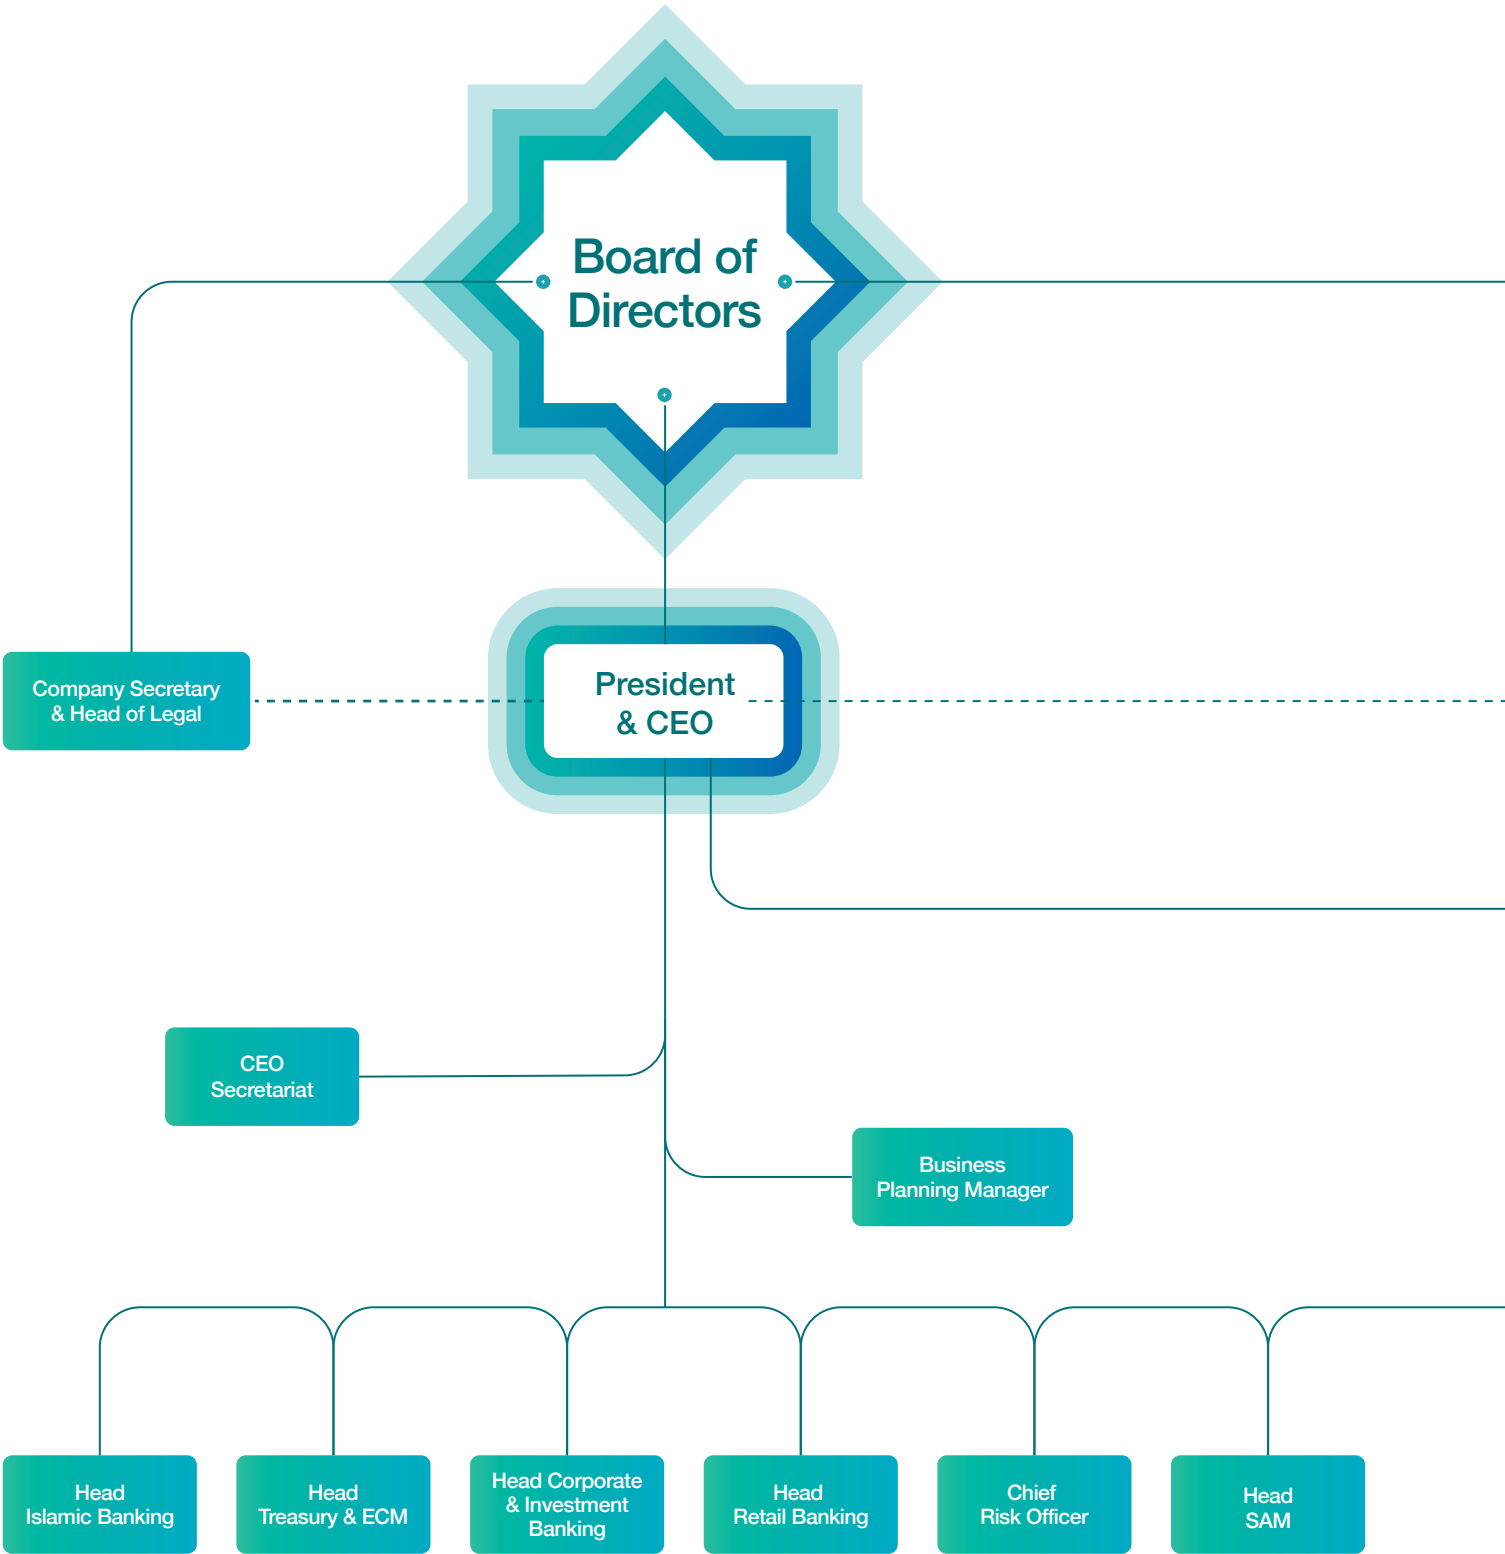 Board of
Directors
Company Secretary
& Head of Legal
President
& CEO
CEO
Secretariat
Business
Planning Manager
Head
Islamic Banking
Head
Treasury & ECM
Head Corporate
& Investment
Banking
Head
Retail Banking
Chief
Risk Officer
Head
SAM